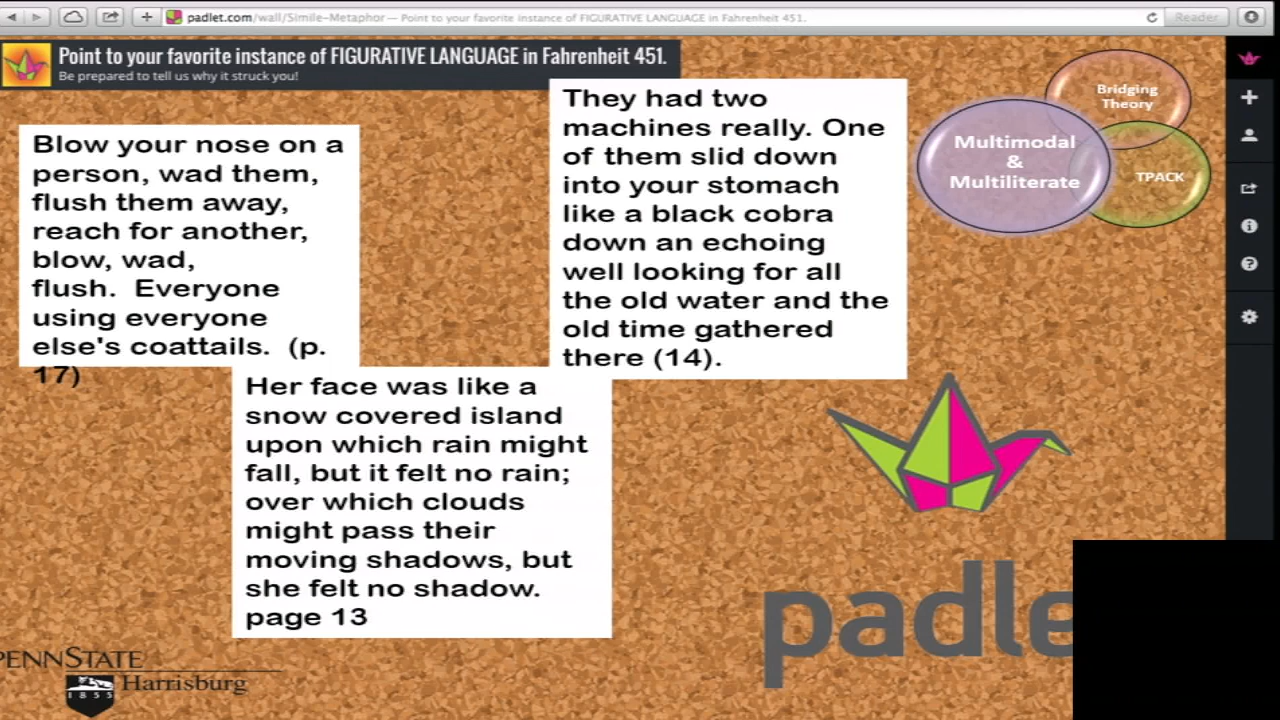 padlet.com/wall/Simile-Metaphor — Point to your favorite instance of FIGURATIVE LANGUAGE in Fahrenheit 451.
Reader
Point to your favorite instance of FIGURATIVE LANGUAGE in Fahrenheit 451.
Be prepared to tell us why it struck you!
Blow your nose on a
person, wad them,
flush them away,
reach for another,
blow, wad,
flush.  Everyone
using everyone
else's coattails.  (p.
17)
They had two
machines really. One
of them slid down
into your stomach
like a black cobra
down an echoing
well looking for all
the old water and the
old time gathered
there (14).
Her face was like a
snow covered island
upon which rain might
fall, but it felt no rain;
over which clouds
might pass their
moving shadows, but
she felt no shadow.
page 13
Bridging
Theory
Multimodal
&
Multiliterate
TPACK
padle
PENNSTATE
Harrisburg
1855